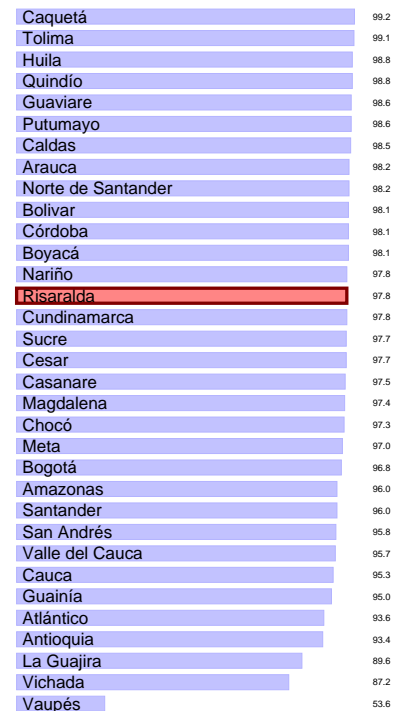 Caquetá 99.2
Tolima 99.1
Huila 98.8
Quindío 98.8
Guaviare 98.6
Putumayo 98.6
Caldas 98.5
Arauca 98.2
Norte de Santander 98.2
Bolivar 98.1
Córdoba 98.1
Boyacá 98.1
Nariño 97.8
Risaralda 97.8
Cundinamarca 97.8
Sucre 97.7
Cesar 97.7
Casanare 97.5
Magdalena 97.4
Chocó 97.3
Meta 97.0
Bogotá 96.8
Amazonas 96.0
Santander 96.0
San Andrés 95.8
Valle del Cauca 95.7
Cauca 95.3
Guainía 95.0
Atlántico 93.6
Antioquia 93.4
La Guajira 89.6
Vichada 87.2
Vaupés 53.6